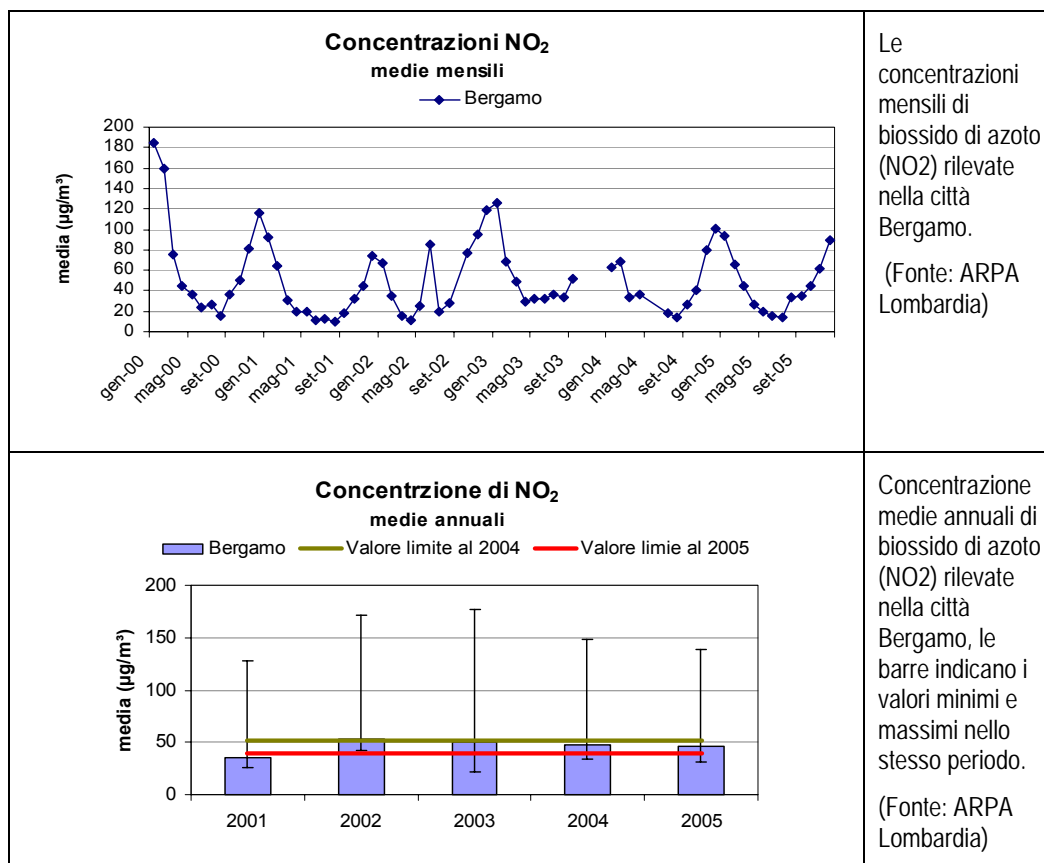 Concentrazioni NO₂
medie mensili
Bergamo
media (µg/m³)
200
180
160
140
120
100
80
60
40
20
0
gen-00
mag-00
set-00
gen-01
mag-01
set-01
gen-02
mag-02
set-02
gen-03
mag-03
set-03
gen-04
mag-04
set-04
gen-05
mag-05
set-05
Le
concentrazioni
mensili di
biossido di azoto
(NO2) rilevate
nella città
Bergamo.
(Fonte: ARPA
Lombardia)
Concentrzione di NO₂
medie annuali
Bergamo Valore limite al 2004 Valore limie al 2005
media (µg/m³)
200
150
100
50
0
2001 2002 2003 2004 2005
Concentrazione
medie annuali di
biossido di azoto
(NO2) rilevate
nella città
Bergamo, le
barre indicano i
valori minimi e
massimi nello
stesso periodo.
(Fonte: ARPA
Lombardia)